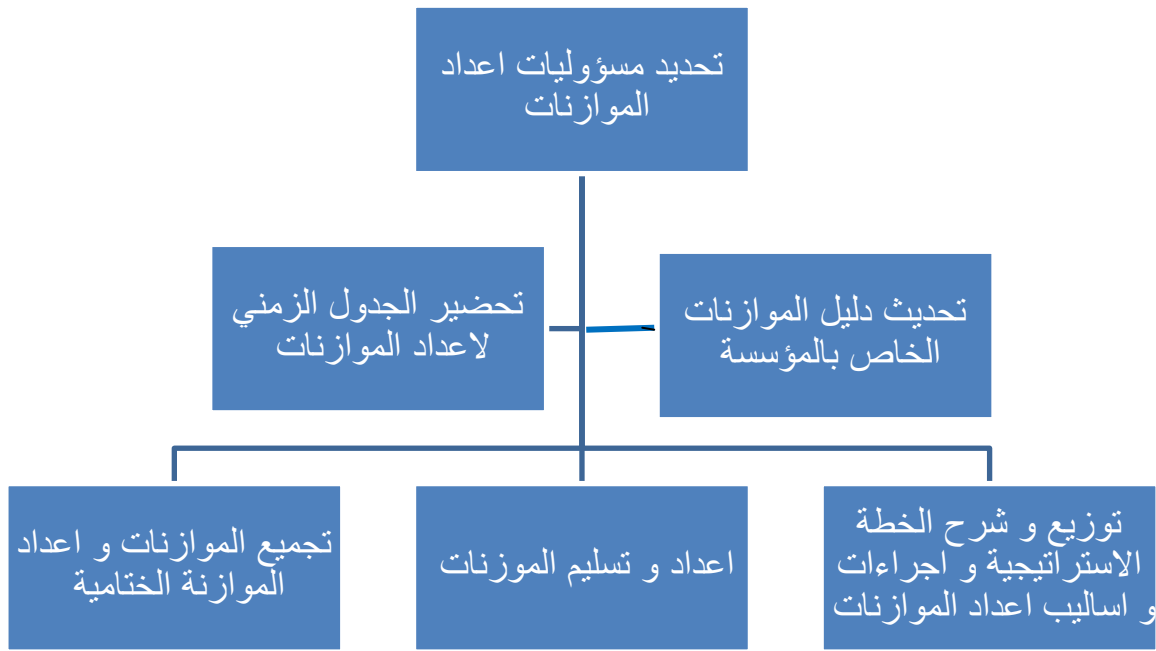 تحديد مسؤوليات اعداد
الموازنات
تحديث دليل الموازنات
الخاص بالمؤسسة
تحضير الجدول الزمني
لاعداد الموازنات
توزيع و شرح الخطة
الاستراتيجية و اجراءات
و اساليب اعداد الموازنات
اعداد و تسليم الموزنات
تجميع الموازنات و اعداد
الموازنة الختامية